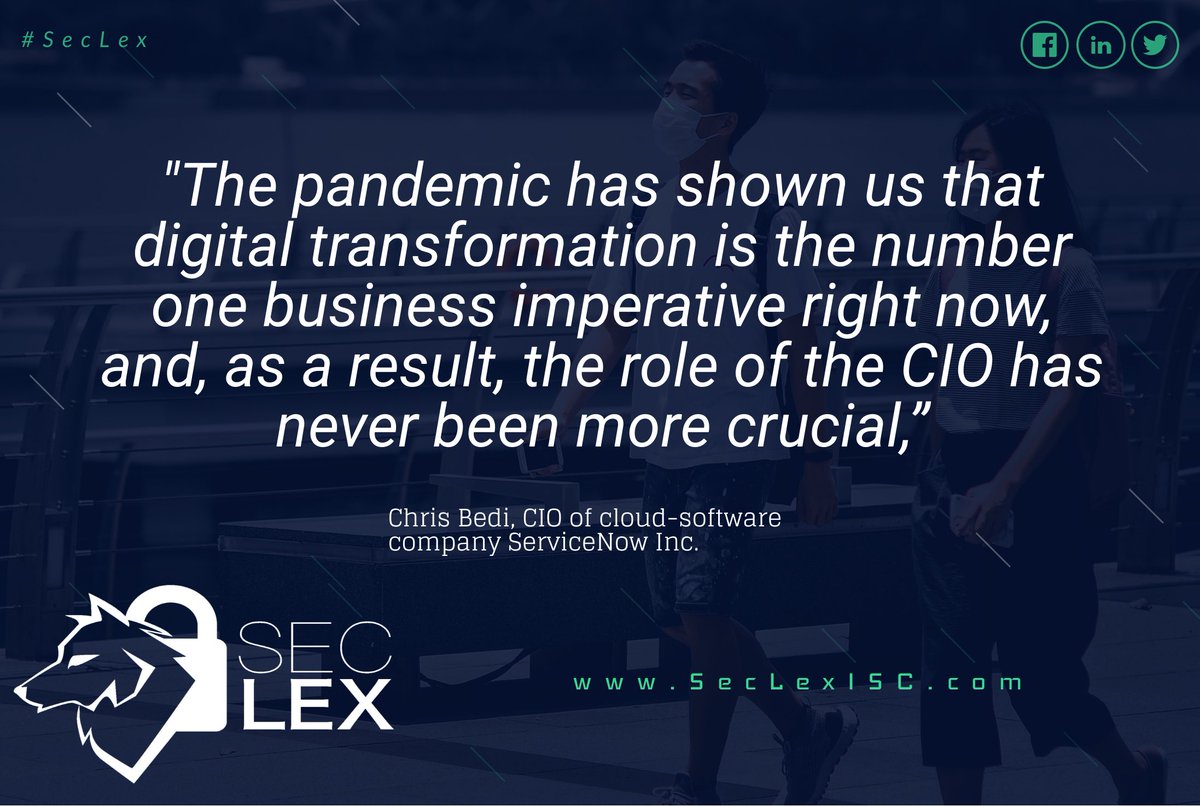 #SecLex
"The pandemic has shown us that
digital transformation is the number
one business imperative right now,
and, as a result, the role of the CIO has
never been more crucial,”
Chris Bedi, CIO of cloud-software
company ServiceNow Inc.
SEC
LEX
www.SecLexISC.com